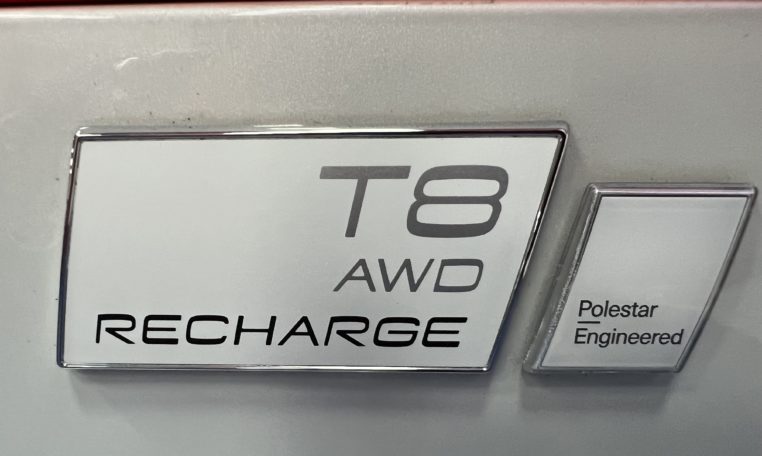 T8
AWD
RECHARGE
Polestar
Engineered